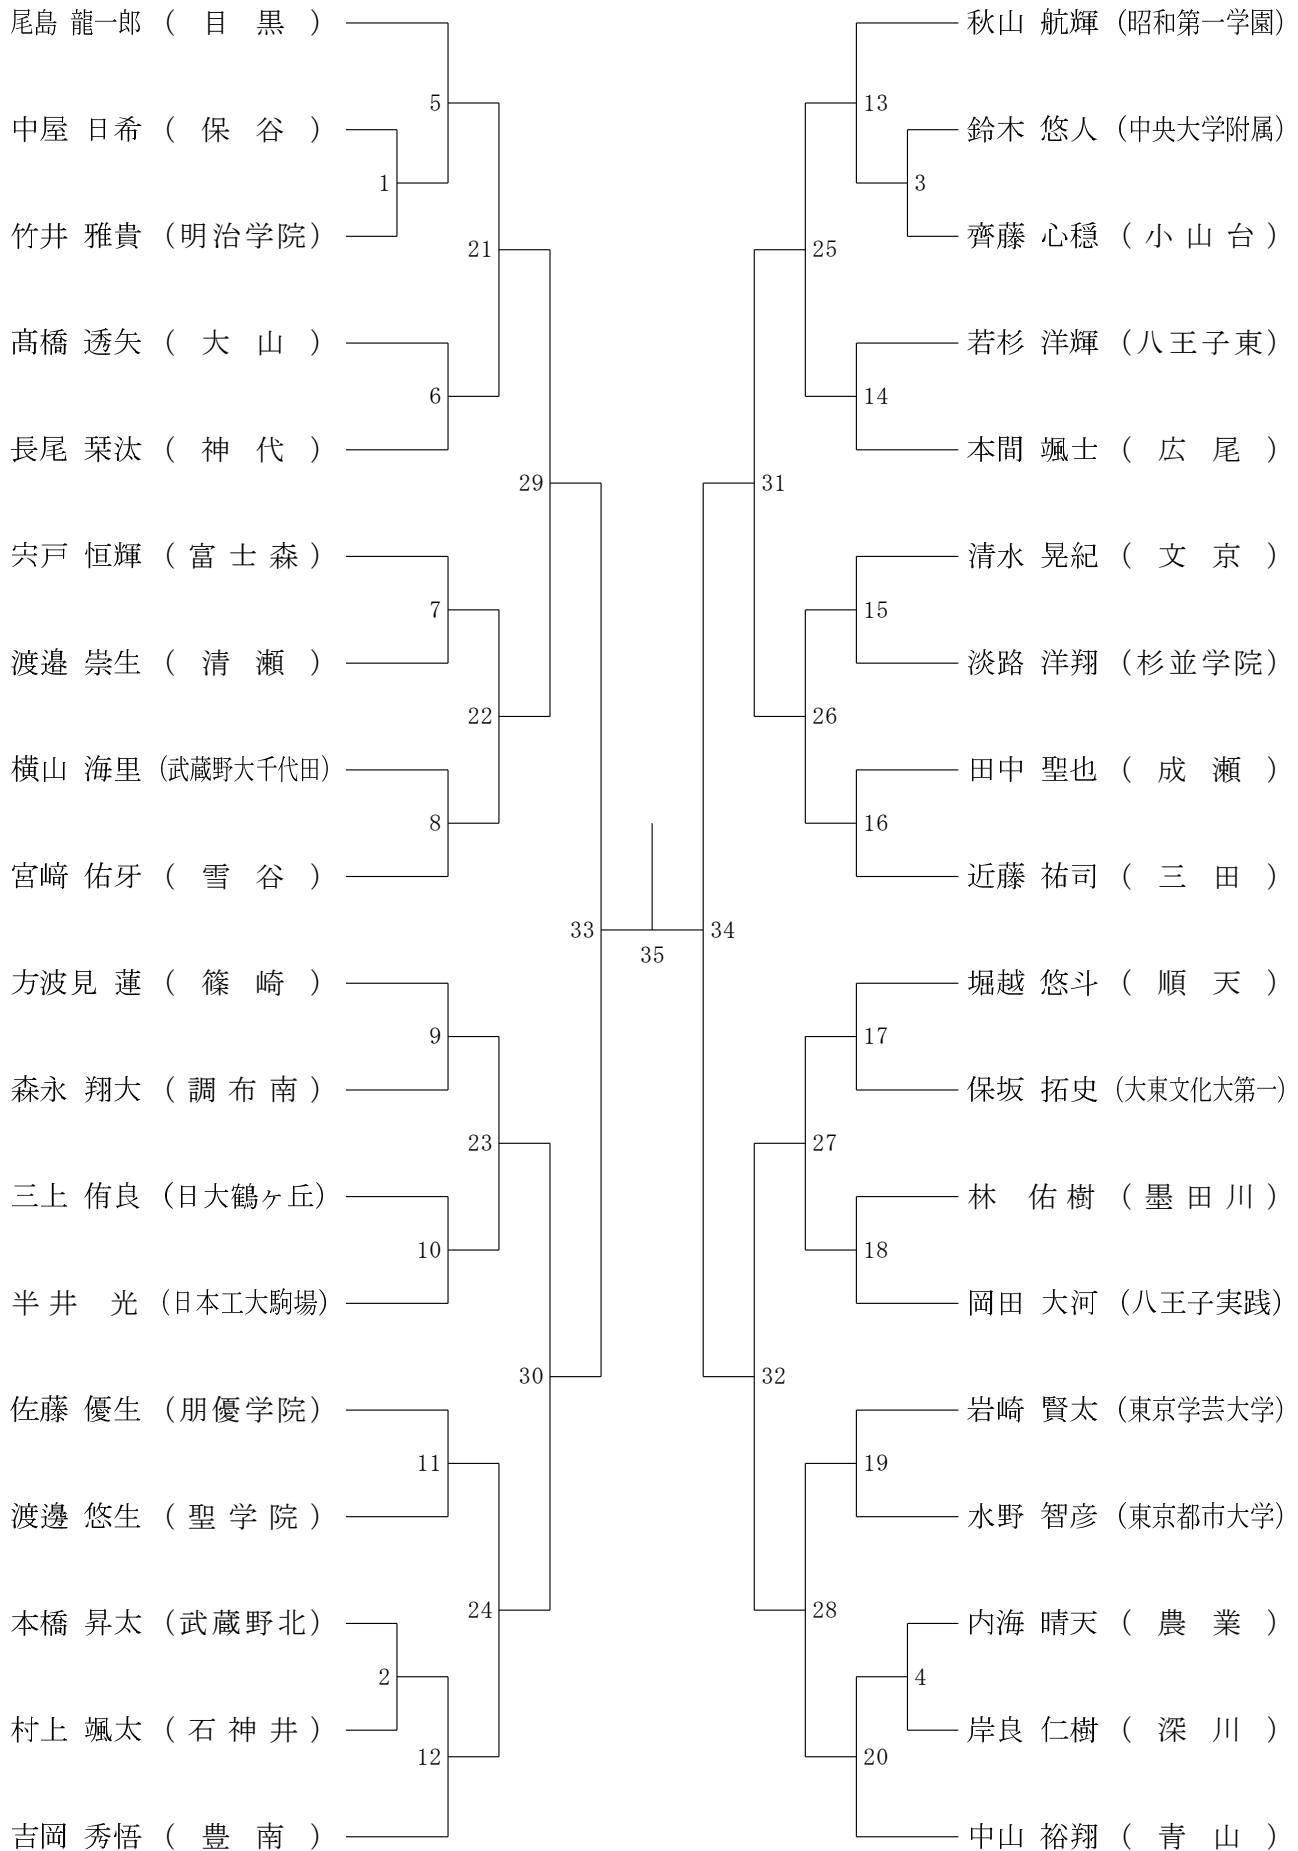 尾島 龍一郎 （目黒）
5
中屋 日希 （保谷）
1
竹井 雅貴 （明治学院）
21
髙橋 透矢 （大山）
6
長尾 栞汰 （神代）
29
宍戸 恒輝 （富士森）
7
渡邉 崇生 （清瀬）
22
横山 海里 （武蔵野大千代田）
8
宮﨑 佑牙 （雪谷）
33
方波見 蓮 （篠崎）
9
森永 翔大 （調布南）
23
三上 侑良 （日大鶴ヶ丘）
10
半井 光 （日本工大駒場）
30
佐藤 優生 （朋優学院）
11
渡邊 悠生 （聖学院）
24
本橋 昇太 （武蔵野北）
2
村上 颯太 （石神井）
12
吉岡 秀悟 （豊南）
35
秋山 航輝 （昭和第一学園）
13
鈴木 悠人 （中央大学附属）
3
齊藤 心穏 （小山台）
25
若杉 洋輝 （八王子東）
14
本間 颯士 （広尾）
31
清水 晃紀 （文京）
15
淡路 洋翔 （杉並学院）
26
田中 聖也 （成瀬）
16
近藤 祐司 （三田）
34
堀越 悠斗 （順天）
17
保坂 拓史 （大東文化大第一）
27
林 佑樹 （墨田川）
18
岡田 大河 （八王子実践）
32
岩崎 賢太 （東京学芸大学）
19
水野 智彦 （東京都市大学）
28
内海 晴天 （農業）
4
岸良 仁樹 （深川）
20
中山 裕翔 （青山）